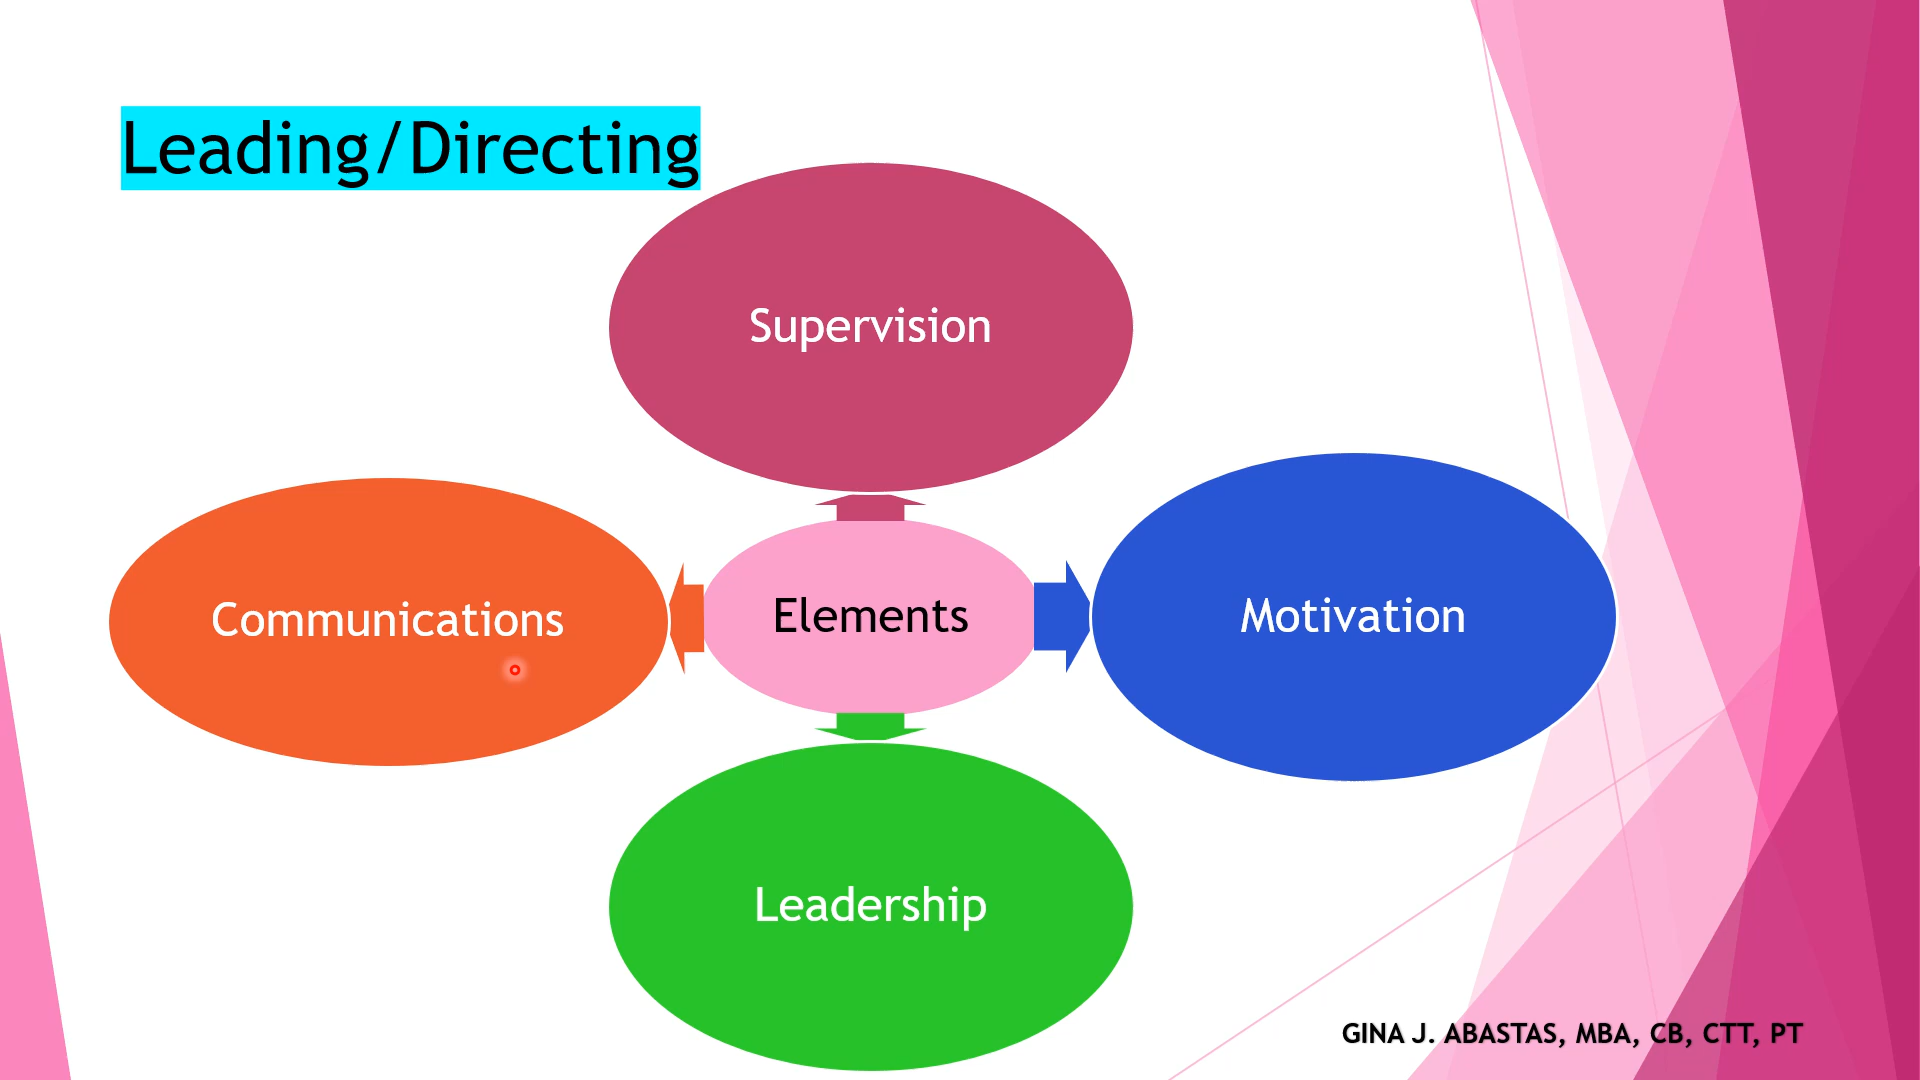 Leading/Directing
Supervision
Communications
Elements
Motivation
Leadership
GINA J. ABASTAS, MBA, CB, CTT, PT